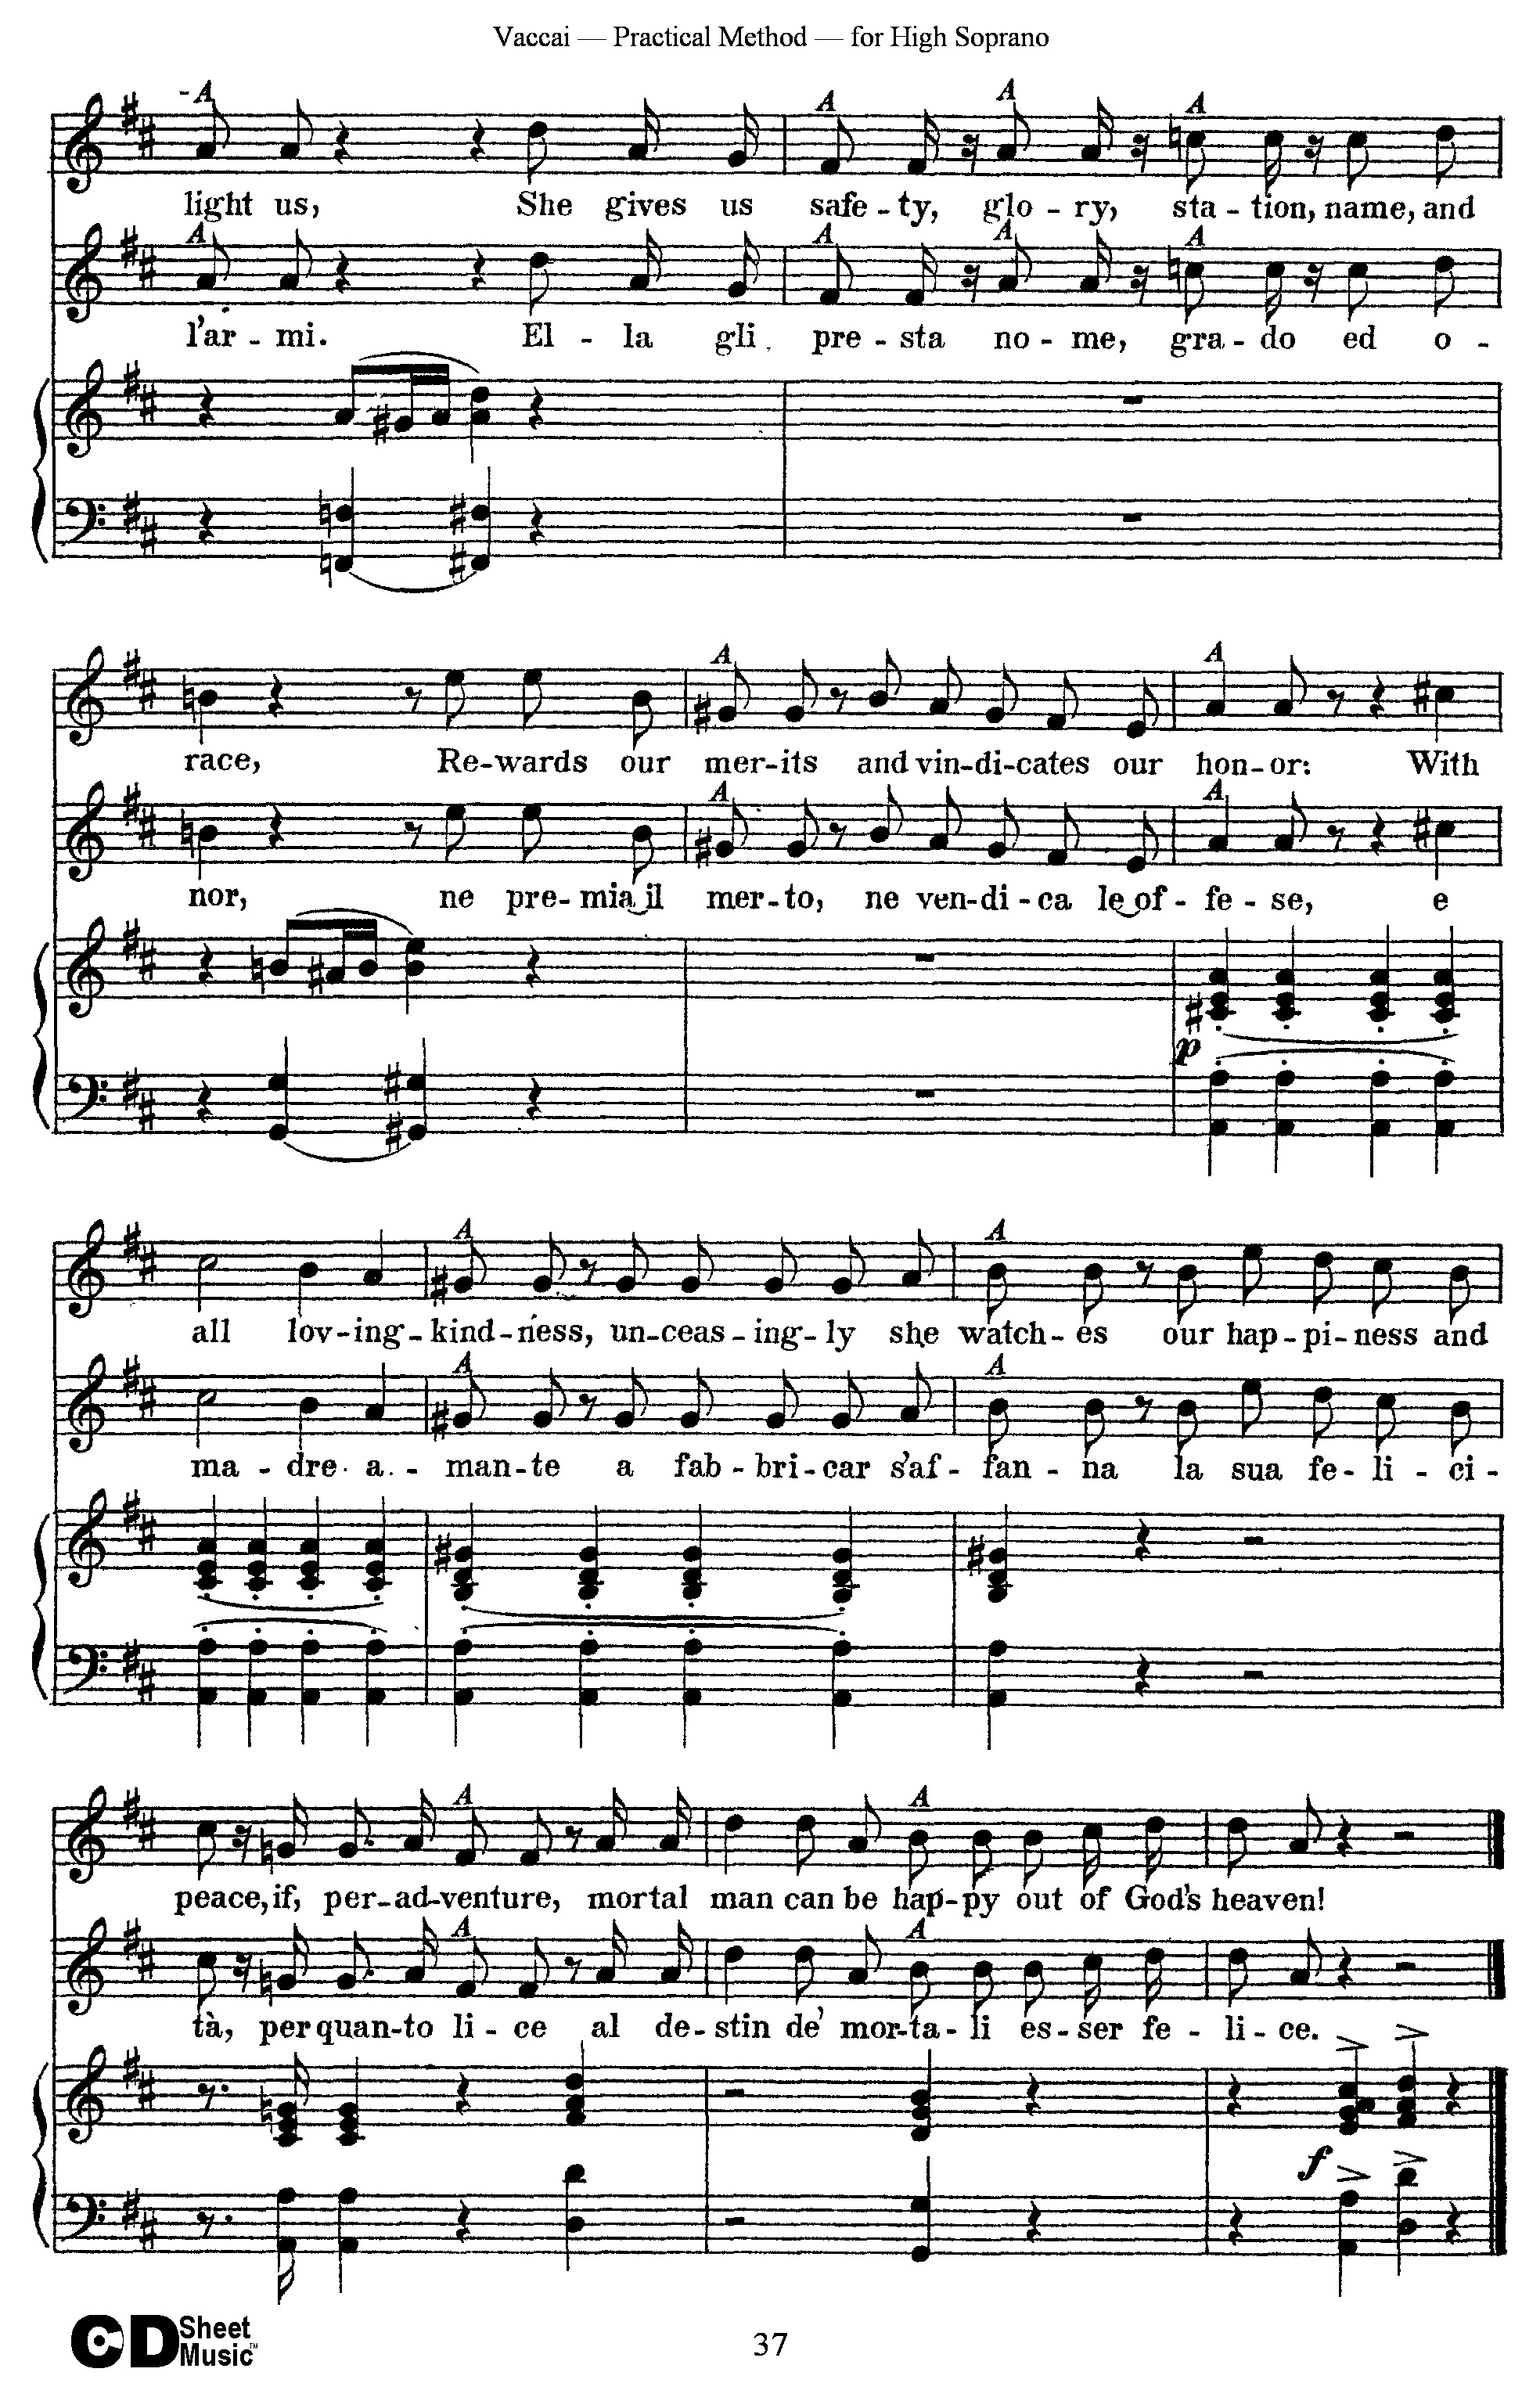 Vaccai — Practical Method — for High Soprano
- A A A A
light us, She gives us safe - ty, glo - ry, sta - tion, name, and
A A A A
l'ar - mi. El - la gli pre - sta no - me, gra - do ed o -
A A
race, Re - wards our mer - its and vin - di - cates our hon - or: With
A A
nor, ne pre - mia il mer - to, ne ven - di - ca le of - fe - se, e
p
A A
all lov - ing - kind - ness, un - ceas - ing - ly she watch - es our hap - pi - ness and
A A
ma - dre a - man - te a fab - bri - car s'af - fan - na la sua fe - li - ci -
A A
peace, if, per - ad - venture, mortal man can be hap - py out of God's heaven!
A A
tà, per quan - to li - ce al de - stin de' mor - ta - li es - ser fe - li - ce.
f
CD Sheet Music™
37